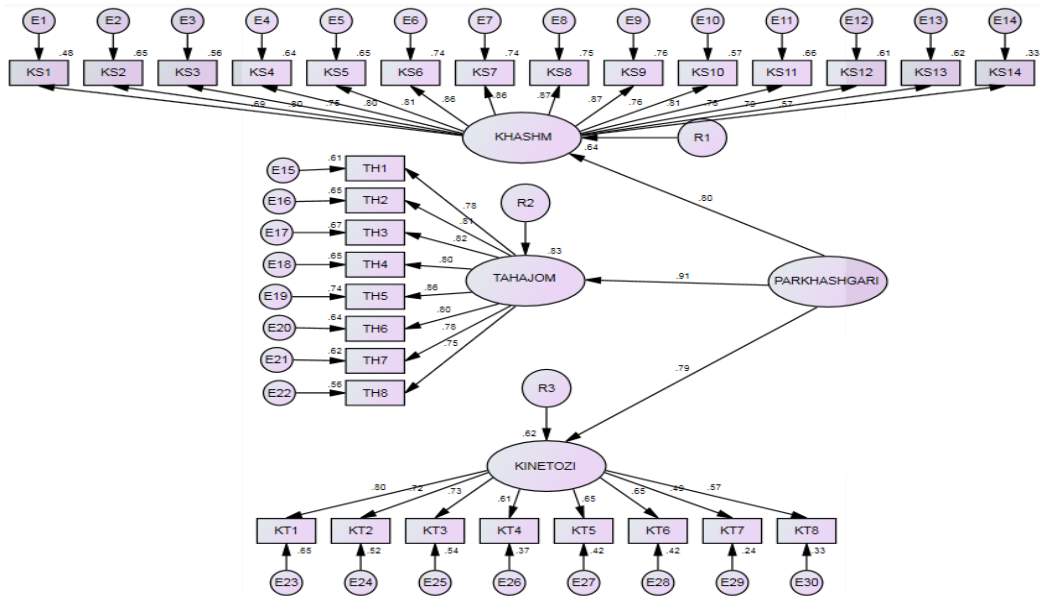 E1 E2 E3 E4 E5 E6 E7 E8 E9 E10 E11 E12 E13 E14
.48 .65 .56 .64 .65 .74 .74 .75 .76 .57 .66 .61 .62 .33
KS1 KS2 KS3 KS4 KS5 KS6 KS7 KS8 KS9 KS10 KS11 KS12 KS13 KS14
.69 .80 .75 .80 .81 .86 .86 .87 .87 .76 .81 .78 .79 .57
KHASHM
R1
.64
.80
E15 .61 TH1
.78
E16 .65 TH2
.81
R2
E17 .67 TH3
.82
E18 .65 TH4
.80
.83
TAHAJOM
.91
PARKHASHGARI
E19 .74 TH5
.86
E20 .64 TH6
.80
E21 .62 TH7
.78
E22 .56 TH8
.75
R3
.79
.62
KINETOZI
.80 .72 .73 .61 .65 .65 .49 .57
KT1 KT2 KT3 KT4 KT5 KT6 KT7 KT8
.65 .52 .54 .37 .42 .42 .24 .33
E23 E24 E25 E26 E27 E28 E29 E30